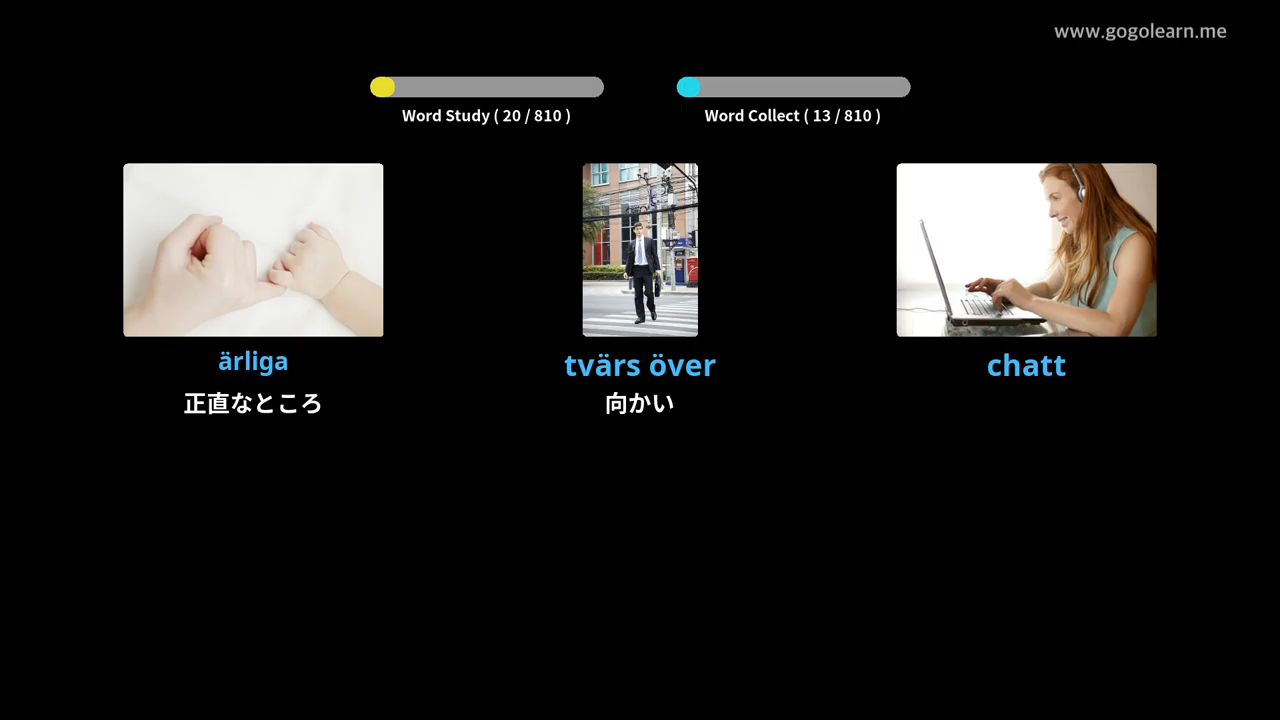 www.gogolearn.me
Word Study ( 20 / 810 )
Word Collect ( 13 / 810 )
ärliga
正直なところ
tvärs över
向かい
chatt